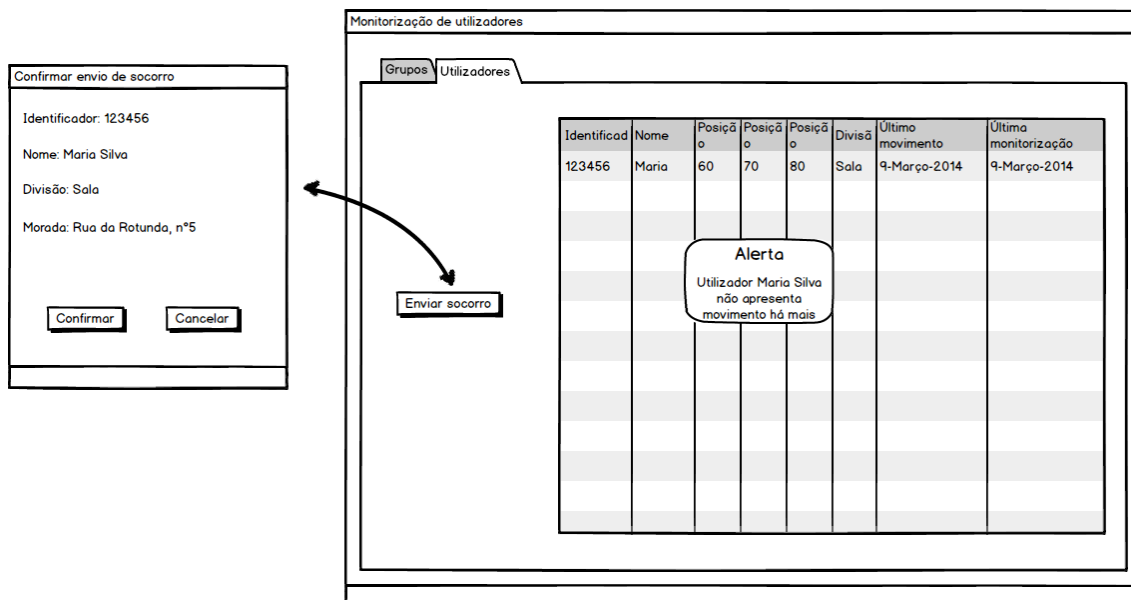 Confirmar envio de socorro
Identificador: 123456
Nome: Maria Silva
Divisão: Sala
Morada: Rua da Rotunda, nº5
Confirmar Cancelar
Monitorização de utilizadores
Grupos Utilizadores
Enviar socorro
Identificad Nome Posiçã Posiçã Posiçã Divisã Último Última
o o o movimento monitorização
123456 Maria 60 70 80 Sala 9-Março-2014 9-Março-2014
Alerta
Utilizador Maria Silva
não apresenta
movimento há mais